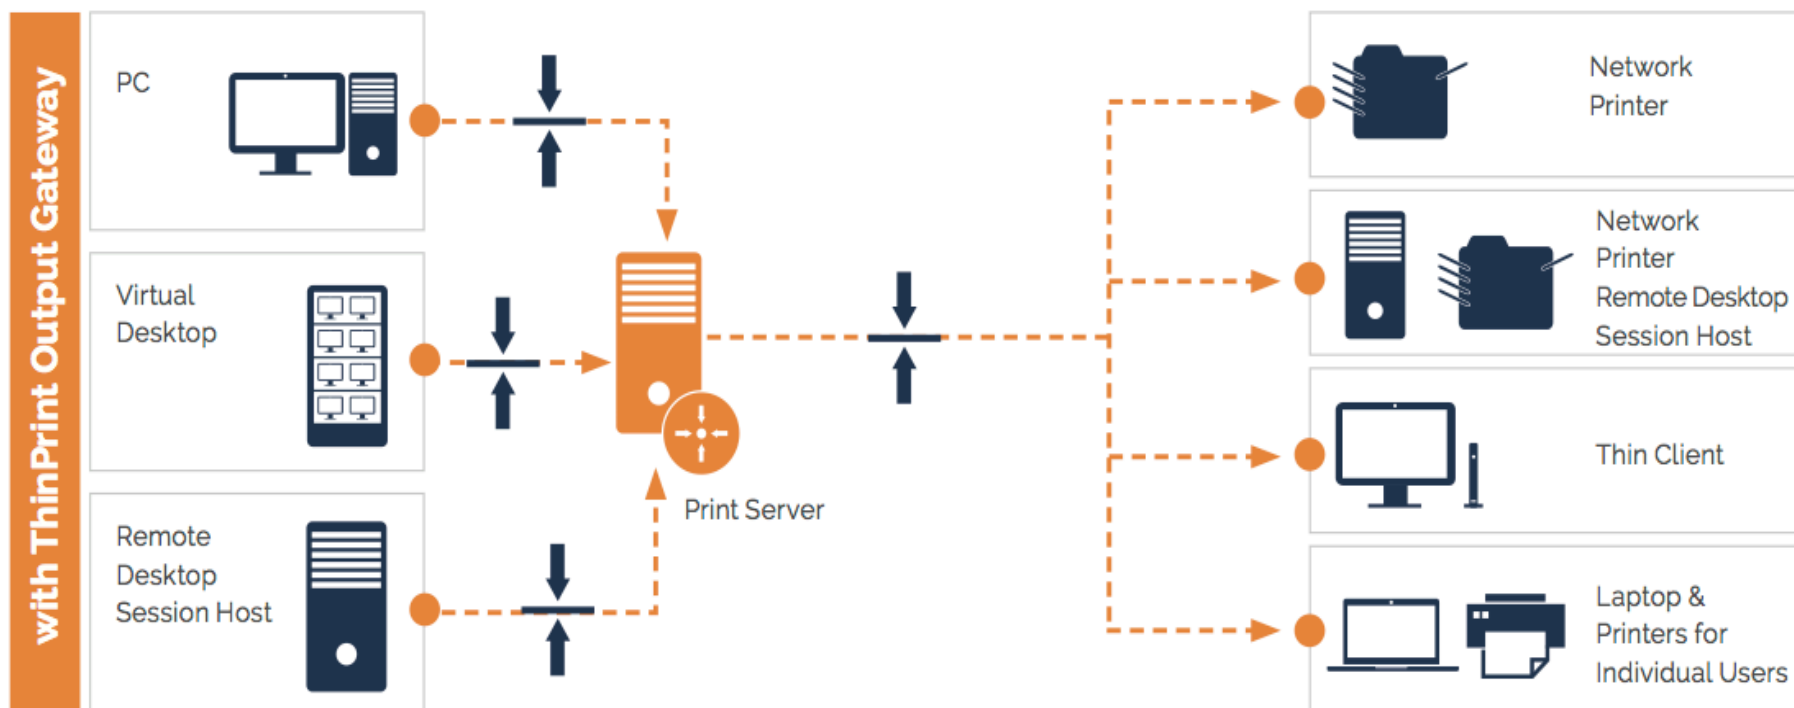 with ThinPrint Output Gateway
PC
Virtual
Desktop
Remote
Desktop
Session Host
Print Server
Network
Printer
Network
Printer
Remote Desktop
Session Host
Thin Client
Laptop &
Printers for
Individual Users